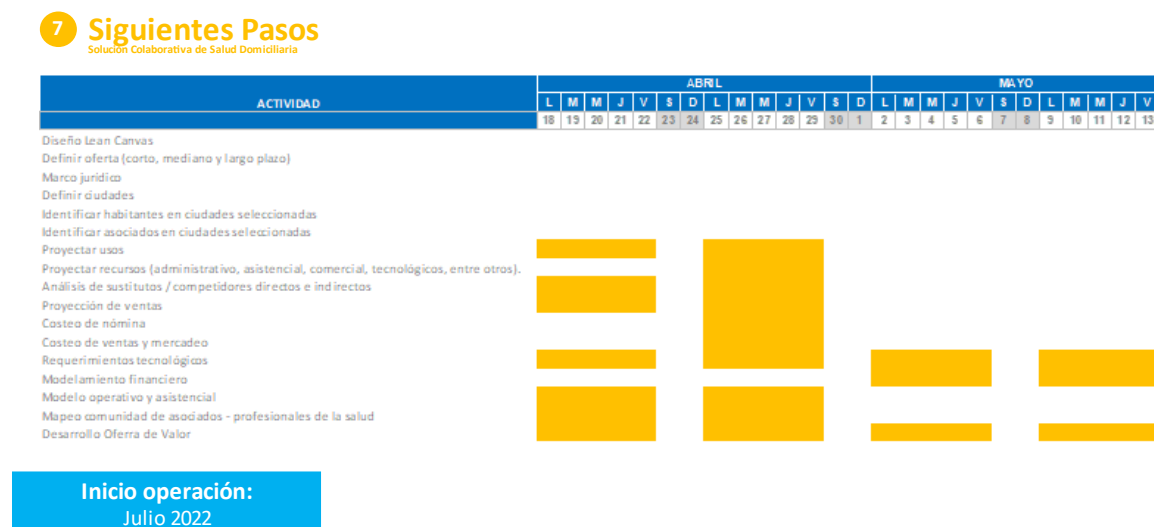 7 Siguientes Pasos
Solución Colaborativa de Salud Domiciliaria
ABRIL MAYO
ACTIVIDAD L M M J V S D L M M J V S D L M M J V S D L M M J V
18 19 20 21 22 23 24 25 26 27 28 29 30 1 2 3 4 5 6 7 8 9 10 11 12 13
Diseño Lean Canvas
Definir oferta (corto, mediano y largo plazo)
Marco jurídico
Definir ciudades
Identificar habitantes en ciudades seleccionadas
Identificar asociados en ciudades seleccionadas
Proyectar usos
Proyectar recursos (administrativo, asistencial, comercial, tecnológicos, entre otros).
Análisis de sustitutos / competidores directos e indirectos
Proyección de ventas
Costeo de nómina
Costeo de ventas y mercadeo
Requerimientos tecnológicos
Modelamiento financiero
Modelo operativo y asistencial
Mapeo comunidad de asociados - profesionales de la salud
Desarrollo Oferra de Valor
Inicio operación:
Julio 2022